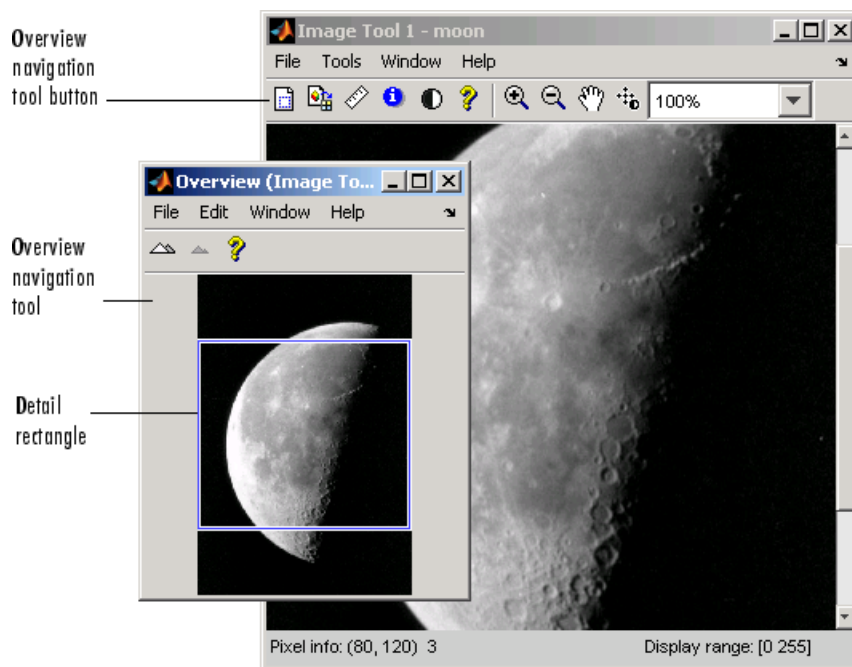 Overview
navigation
tool button
Image Tool 1 - moon
File Tools Window Help
100%
Overview (Image To...
File Edit Window Help
Overview
navigation
tool
Detail
rectangle
Pixel info: (80, 120) 3
Display range: [0 255]